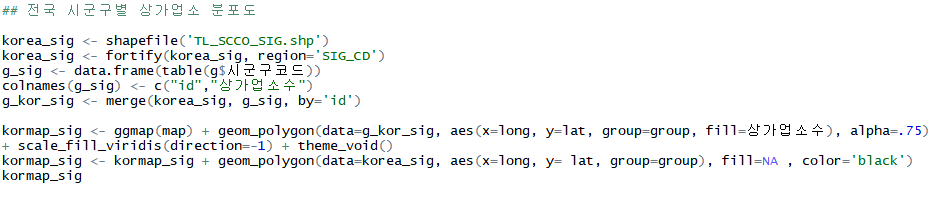 ## 전국 시군구별 상가업소 분포도
korea_sig <- shapefile('TL_SCCO_SIG.shp')
korea_sig <- fortify(korea_sig, region='SIG_CD')
g_sig <- data.frame(table(g$시군구코드))
colnames(g_sig) <- c("id","상가업소수")
g_kor_sig <- merge(korea_sig, g_sig, by='id')
kormap_sig <- ggmap(map) + geom_polygon(data=g_kor_sig, aes(x=long, y=lat, group=group, fill=상가업소수), alpha=.75)
+ scale_fill_viridis(direction=-1) + theme_void()
kormap_sig <- kormap_sig + geom_polygon(data=korea_sig, aes(x=long, y= lat, group=group), fill=NA , color='black')
kormap_sig